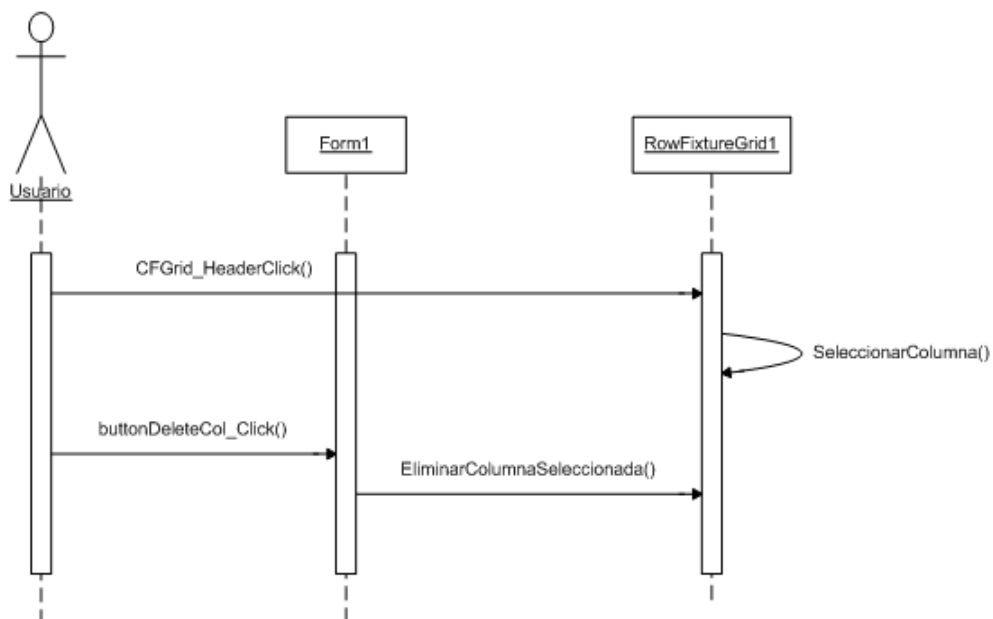 Form1
RowFixtureGrid1
Usuario
CFGrid_HeaderClick()
SeleccionarColumna()
buttonDeleteCol_Click()
EliminarColumnaSeleccionada()